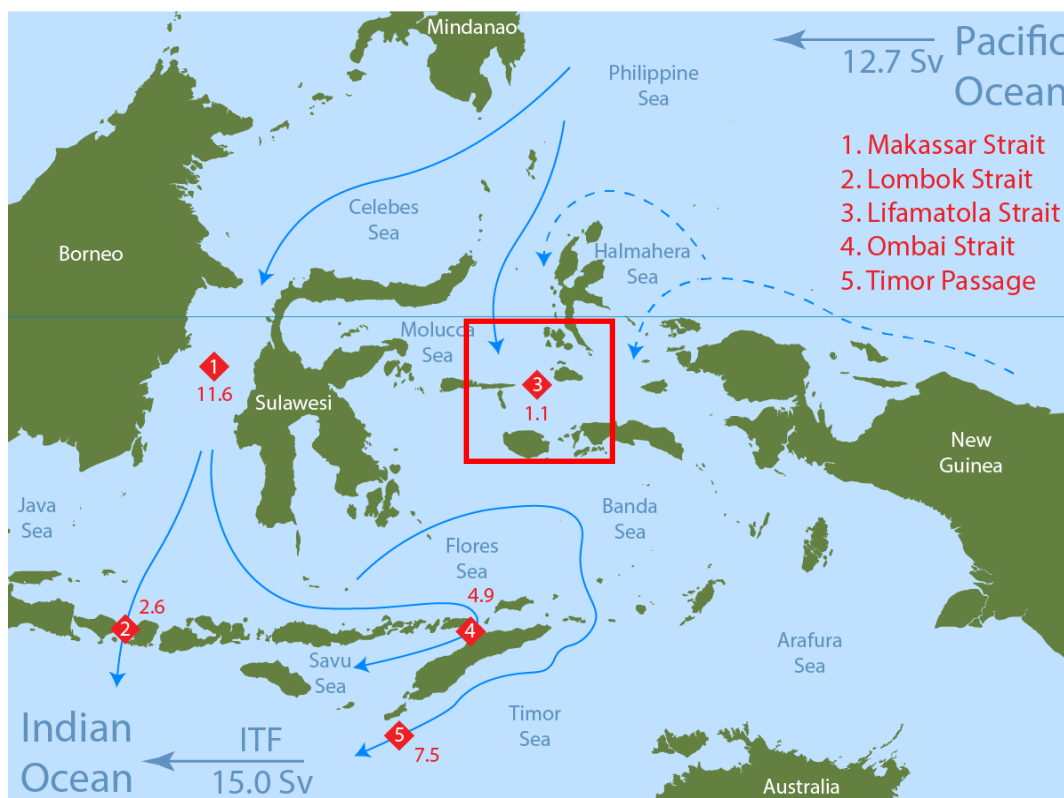 Mindanao
Pacific
12.7 Sv
Ocean
Philippine
Sea
1. Makassar Strait
2. Lombok Strait
3. Lifamatola Strait
4. Ombai Strait
5. Timor Passage
Celebes
Sea
Borneo
Halmahera
Sea
Molucca
Sea
1
11.6
Sulawesi
3
1.1
New
Guinea
Java
Sea
Banda
Sea
Flores
Sea
4.9
2.6
2
4
Savu
Sea
Arafura
Sea
Timor
Sea
5
7.5
Indian
Ocean
ITF
15.0 Sv
Australia